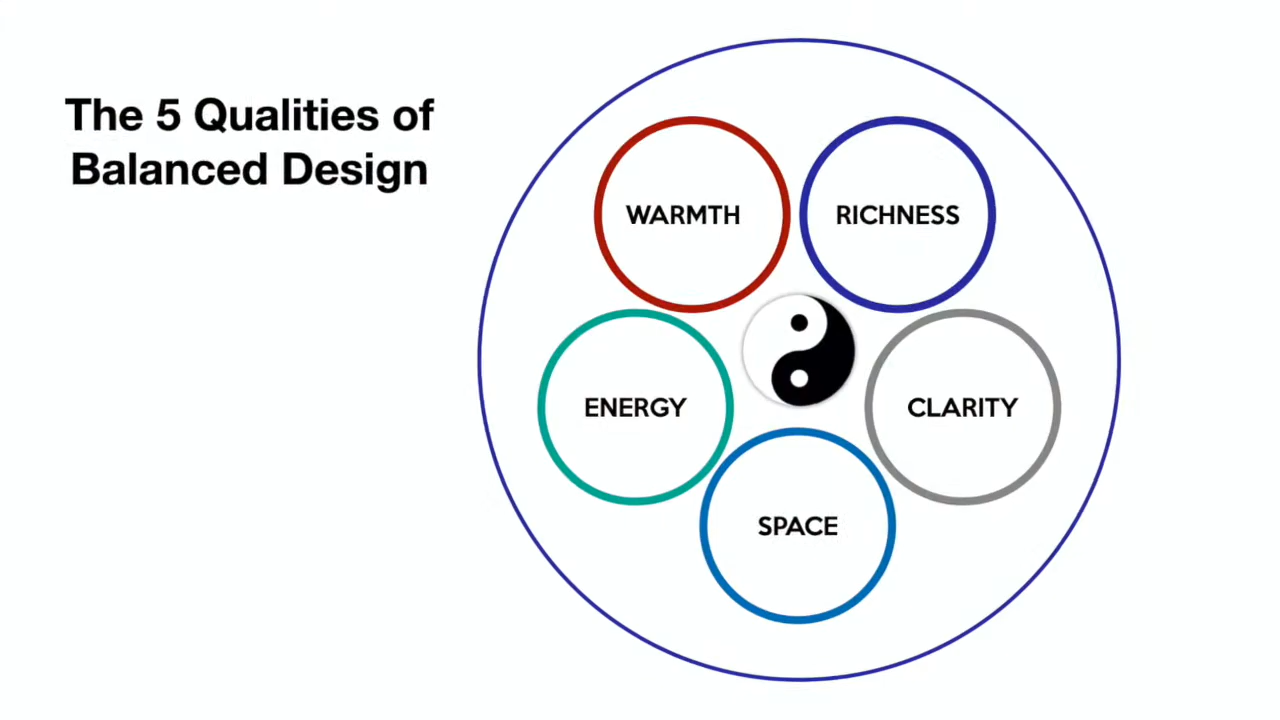 The 5 Qualities of
Balanced Design
WARMTH
RICHNESS
ENERGY
CLARITY
SPACE